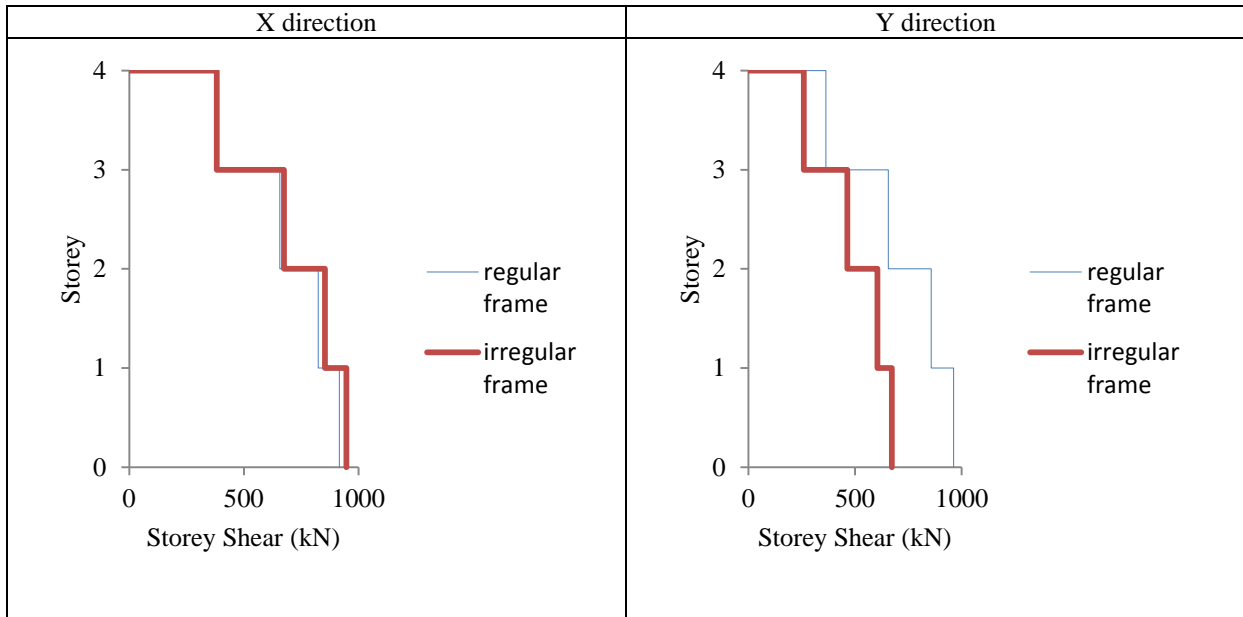 X direction
Y direction
4
3
2
1
0
Storey
0 500 1000
Storey Shear (kN)
regular
frame
irregular
frame
4
3
2
1
0
Storey
0 500 1000
Storey Shear (kN)
regular
frame
irregular
frame